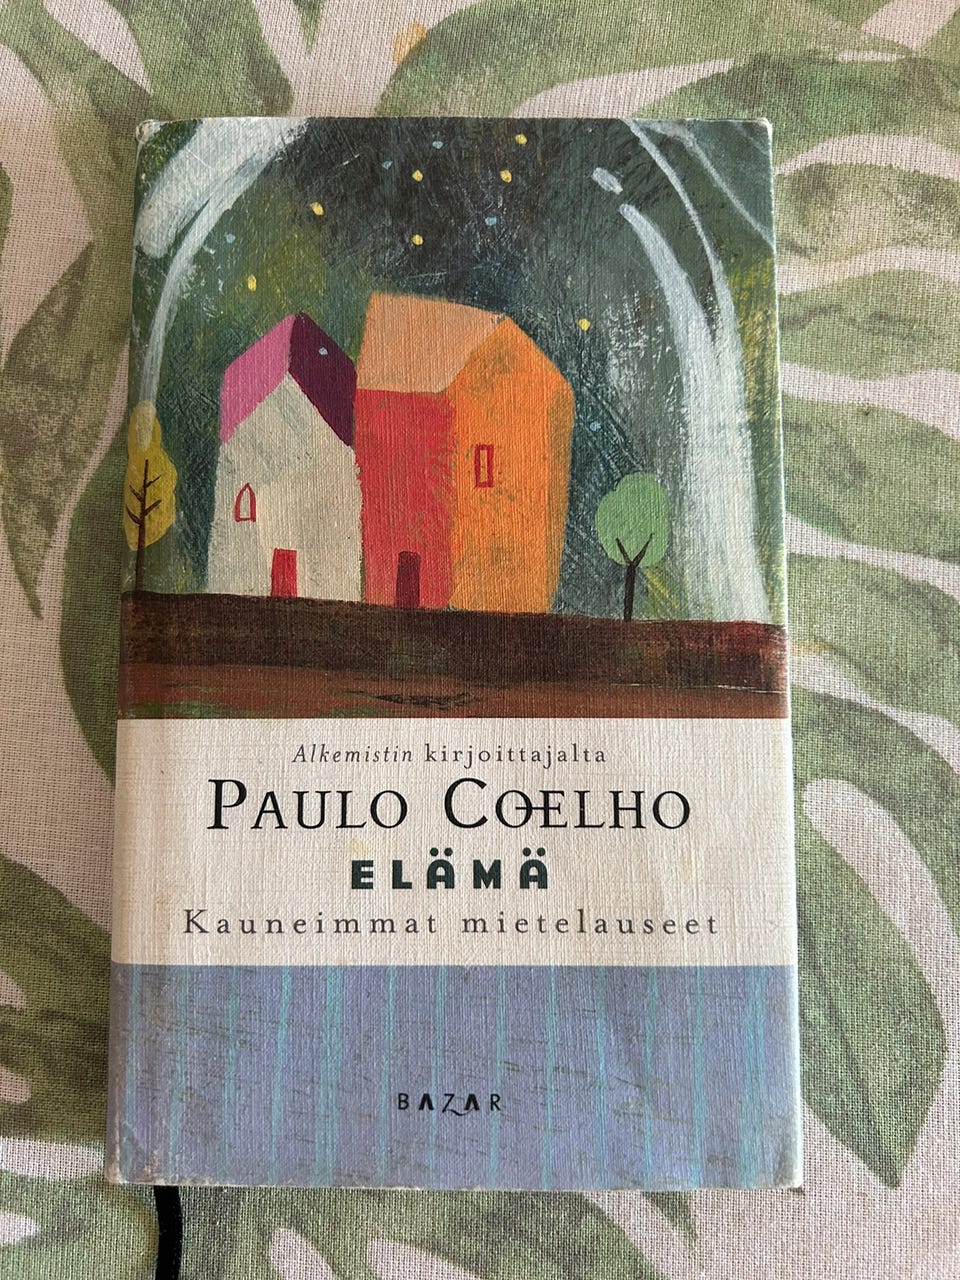 Alkemistin kirjoittajalta
PAULO COELHO
ELÄMÄ
Kauneimmat mietelauseet
BAZAR